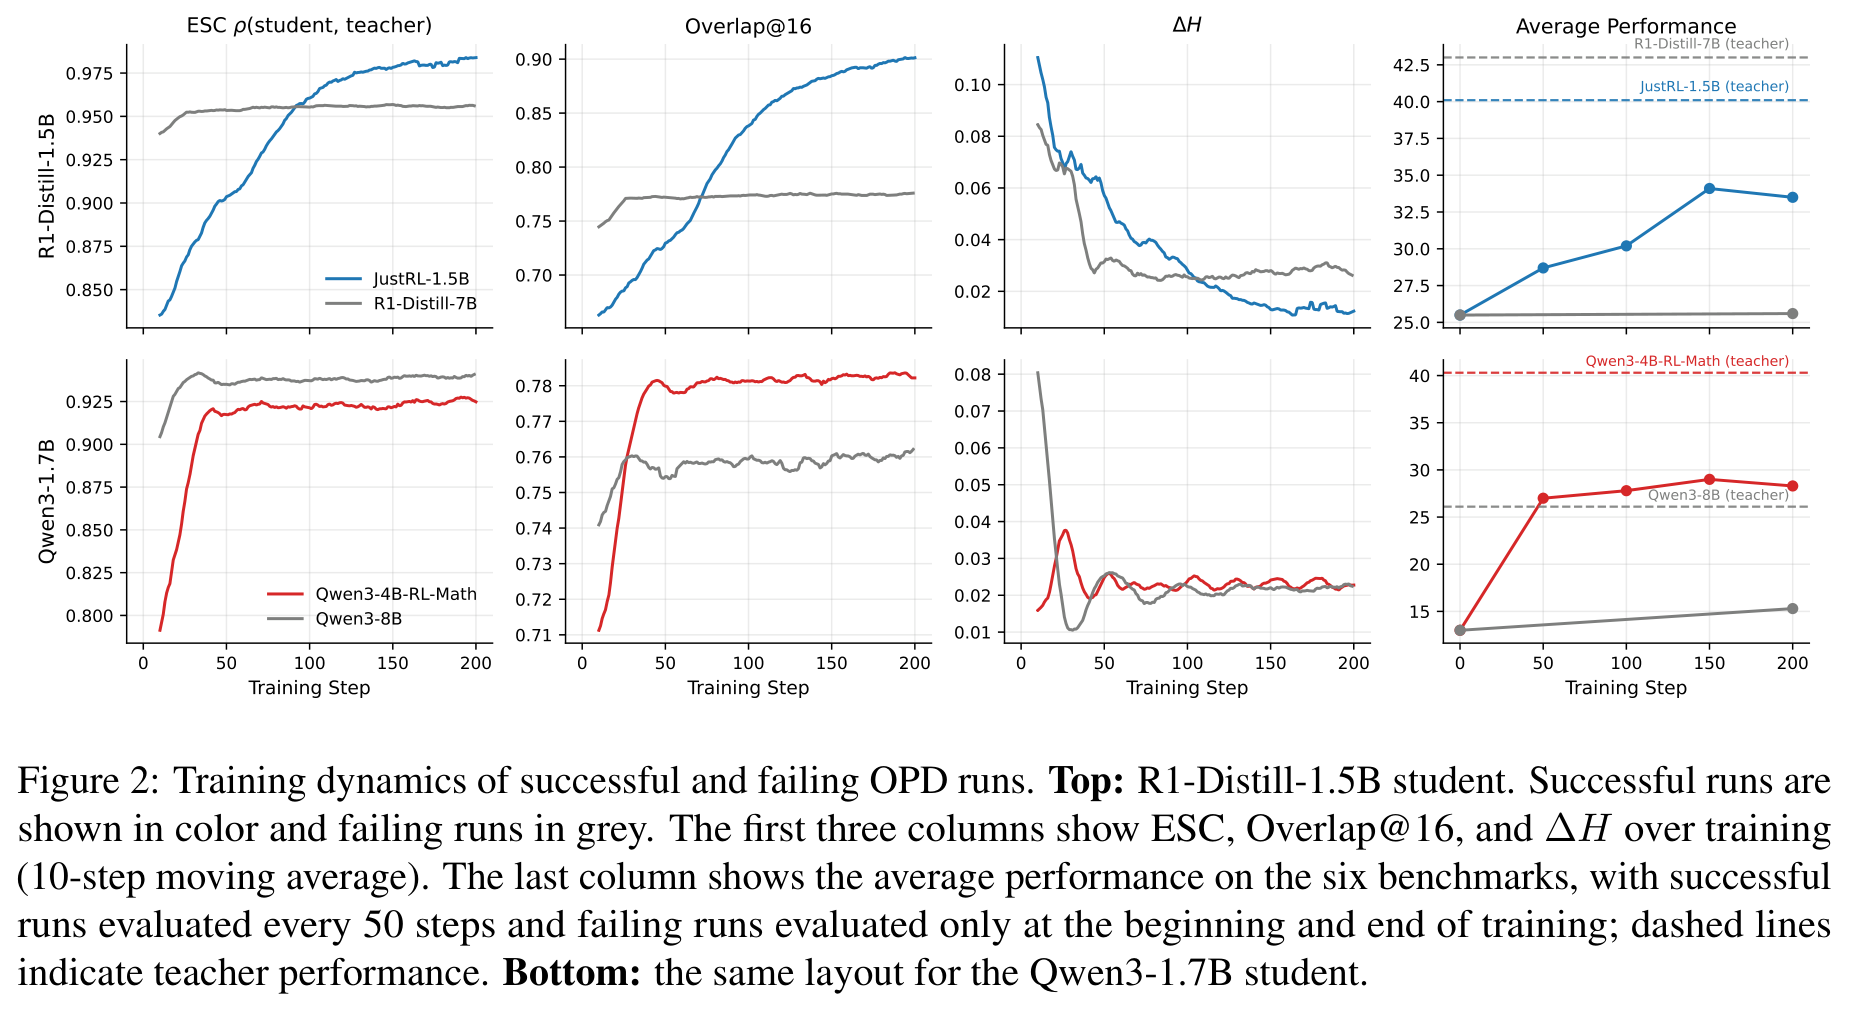 ESC ρ(student, teacher)
Overlap@16
ΔH
Average Performance
R1-Distill-1.5B
0.975
0.950
0.925
0.900
0.875
0.850
JustRL-1.5B
R1-Distill-7B
0.90
0.85
0.80
0.75
0.70
0.10
0.08
0.06
0.04
0.02
42.5
40.0
37.5
35.0
32.5
30.0
27.5
25.0
R1-Distill-7B (teacher)
JustRL-1.5B (teacher)
Qwen3-1.7B
0.925
0.900
0.875
0.850
0.825
0.800
Qwen3-4B-RL-Math
Qwen3-8B
0 50 100 150 200
Training Step
0.78
0.77
0.76
0.75
0.74
0.73
0.72
0.71
0 50 100 150 200
Training Step
0.08
0.07
0.06
0.05
0.04
0.03
0.02
0.01
0 50 100 150 200
Training Step
40
35
30
25
20
15
Qwen3-4B-RL-Math (teacher)
Qwen3-8B (teacher)
0 50 100 150 200
Training Step
Figure 2: Training dynamics of successful and failing OPD runs. Top: R1-Distill-1.5B student. Successful runs are
shown in color and failing runs in grey. The first three columns show ESC, Overlap@16, and ΔH over training
(10-step moving average). The last column shows the average performance on the six benchmarks, with successful
runs evaluated every 50 steps and failing runs evaluated only at the beginning and end of training; dashed lines
indicate teacher performance. Bottom: the same layout for the Qwen3-1.7B student.